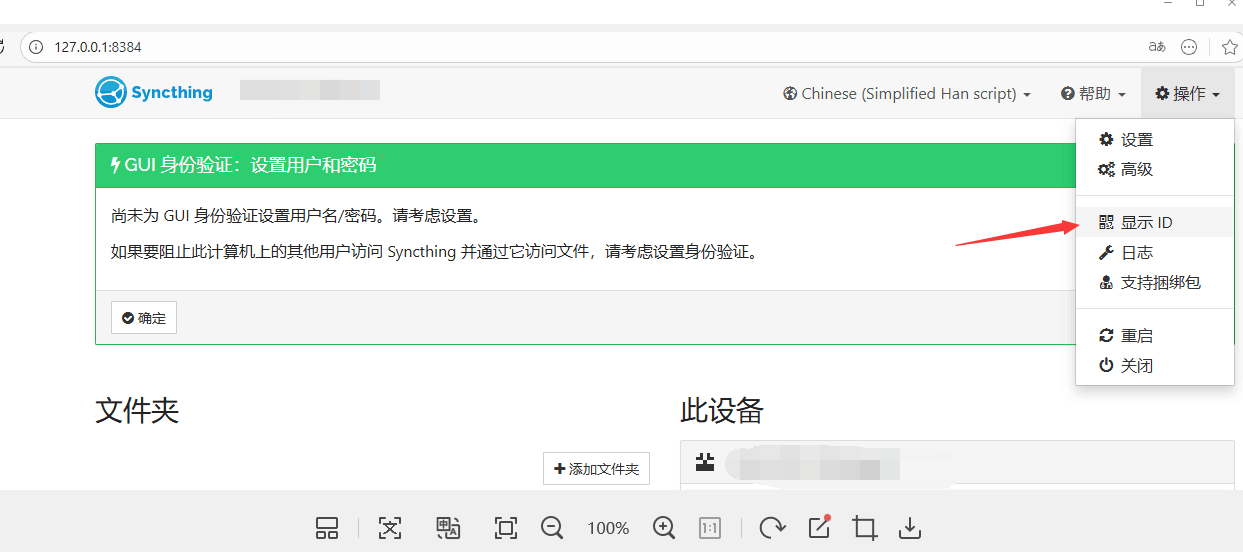 127.0.0.1:8384
Syncthing
Chinese (Simplified Han script)
帮助
操作
设置
高级
显示 ID
日志
支持捆绑包
重启
关闭
GUI 身份验证：设置用户和密码
尚未为 GUI 身份验证设置用户名/密码。请考虑设置。
如果要阻止此计算机上的其他用户访问 Syncthing 并通过它访问文件，请考虑设置身份验证。
确定
文件夹
此设备
添加文件夹
100%
1:1